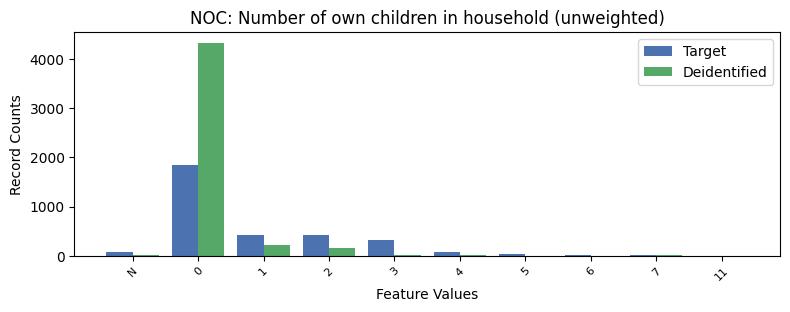 NOC: Number of own children in household (unweighted)
Target
Deidentified
Record Counts
4000
3000
2000
1000
0
N 0 1 2 3 4 5 6 7 11
Feature Values